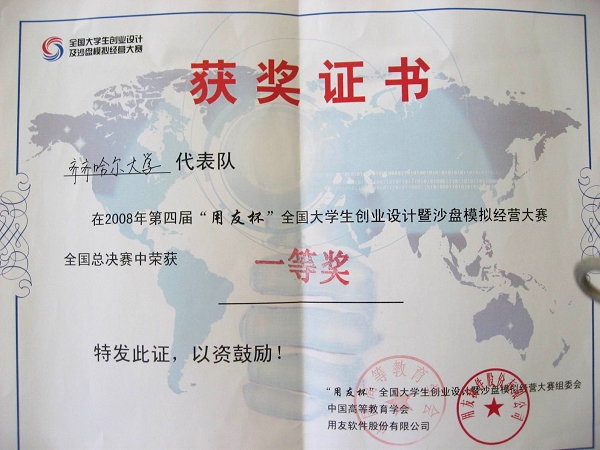 全国大学生创业设计
及沙盘模拟经营大赛
获奖证书
齐齐哈尔大学 代表队
在2008年第四届“用友杯”全国大学生创业设计暨沙盘模拟经营大赛
全国总决赛中荣获 一等奖
特发此证，以资鼓励！
“用友杯”全国大学生创业设计暨沙盘模拟经营大赛组委会
中国高等教育学会
用友软件股份有限公司